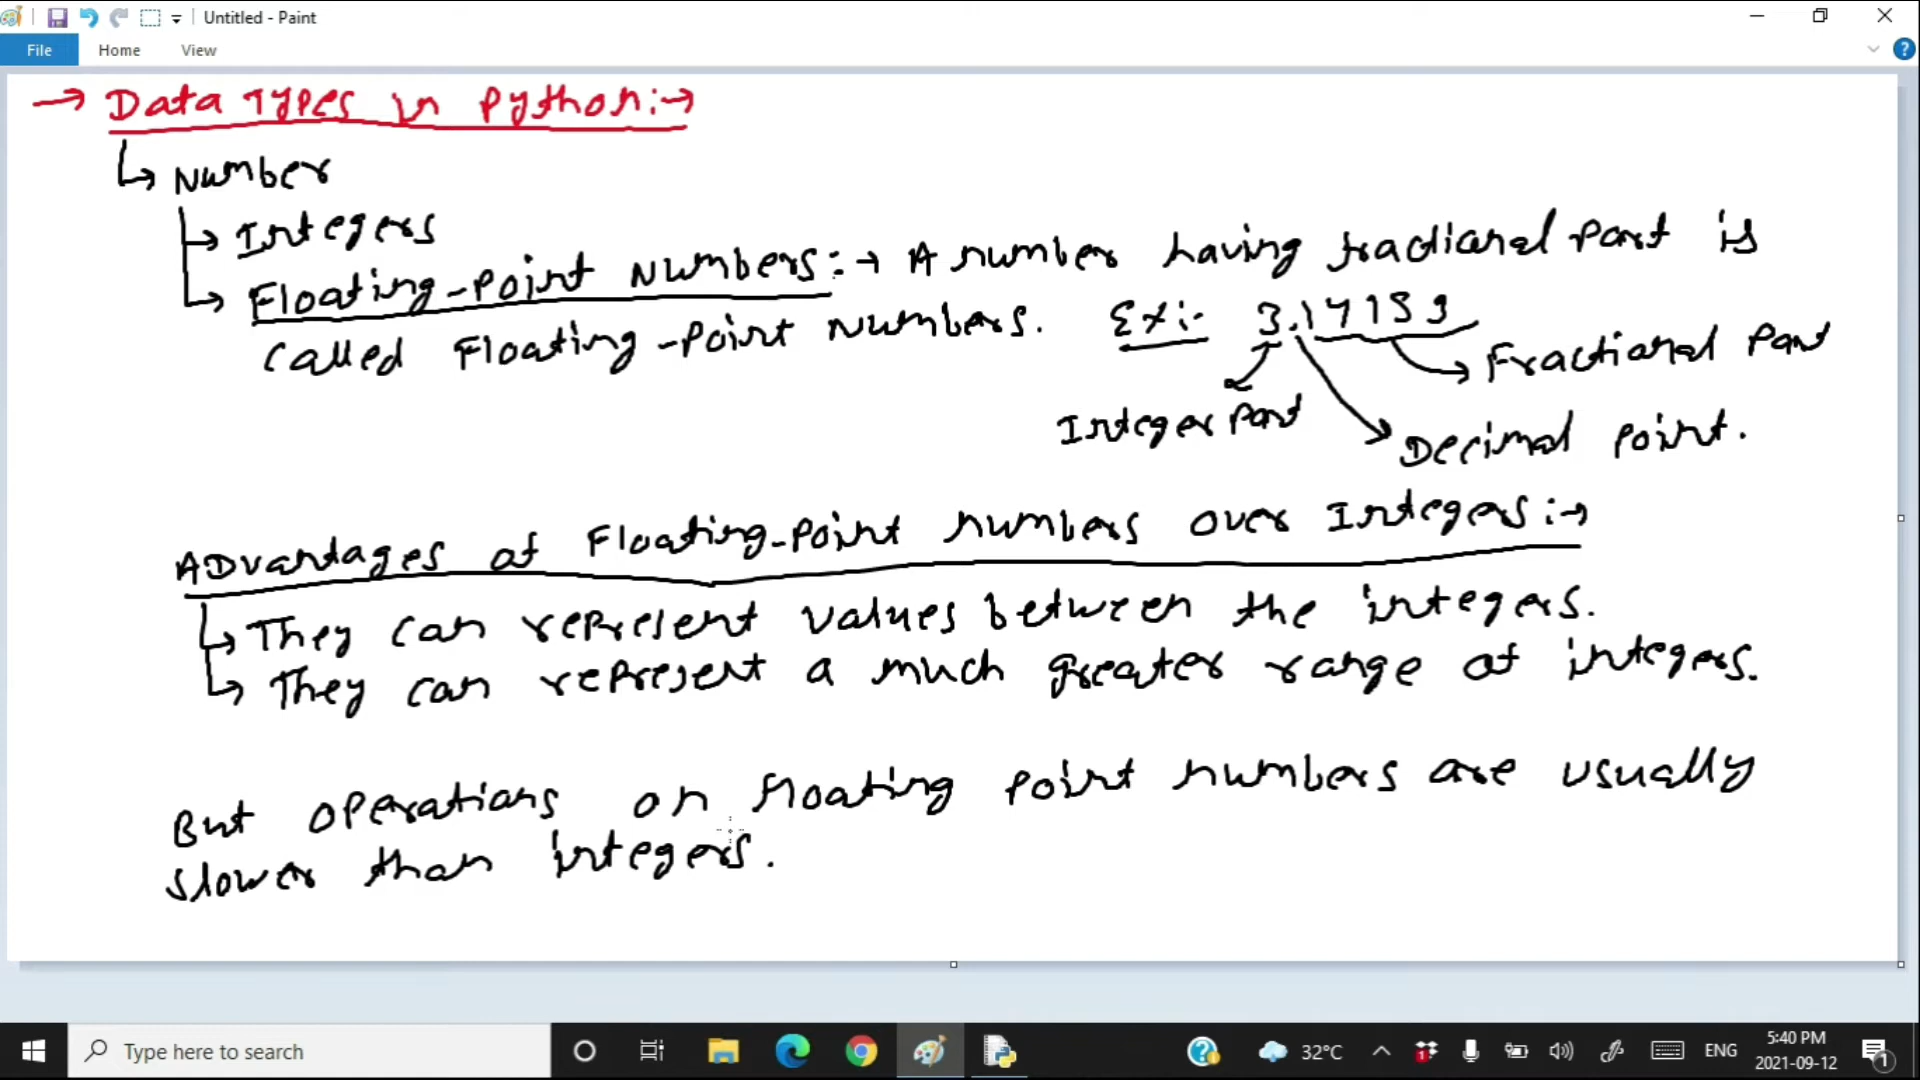 Untitled - Paint
File Home View
→ Data Types in Python:→
↳ Number
↳ Integers
↳ Floating-Point Numbers:→ A number having fractional part is
called Floating-Point Numbers. Ex:- 3.14159
Fractional Part
Integer Part
Decimal point.
Advantages of Floating-Point numbers over Integers:→
↳ They can represent values between the integers.
↳ They can represent a much greater range of integers.
But operations on floating point numbers are usually
slower than integers.
Type here to search
32°C
ENG
5:40 PM
2021-09-12
1